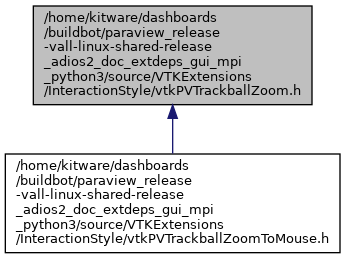 /home/kitware/dashboards
/buildbot/paraview_release
-vall-linux-shared-release
_adios2_doc_extdeps_gui_mpi
_python3/source/VTKExtensions
/InteractionStyle/vtkPVTrackballZoom.h
/home/kitware/dashboards
/buildbot/paraview_release
-vall-linux-shared-release
_adios2_doc_extdeps_gui_mpi
_python3/source/VTKExtensions
/InteractionStyle/vtkPVTrackballZoomToMouse.h